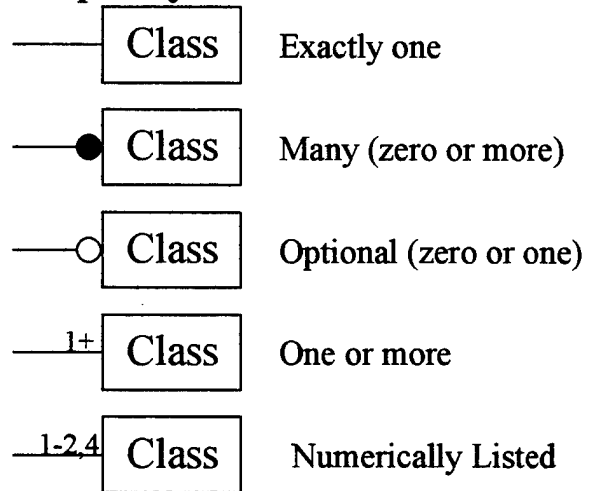 Class Exactly one
Class Many (zero or more)
Class Optional (zero or one)
1+ Class One or more
1-2,4 Class Numerically Listed